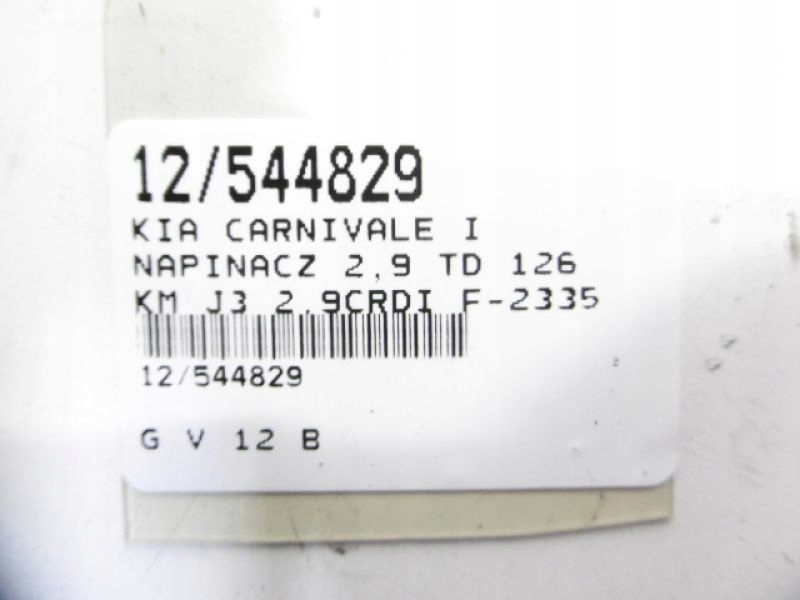 12/544829
KIA CARNIVALE I
NAPINACZ 2,9 TD 126
KM J3 2.9CRDI F-2335
12/544829
G V 12 B